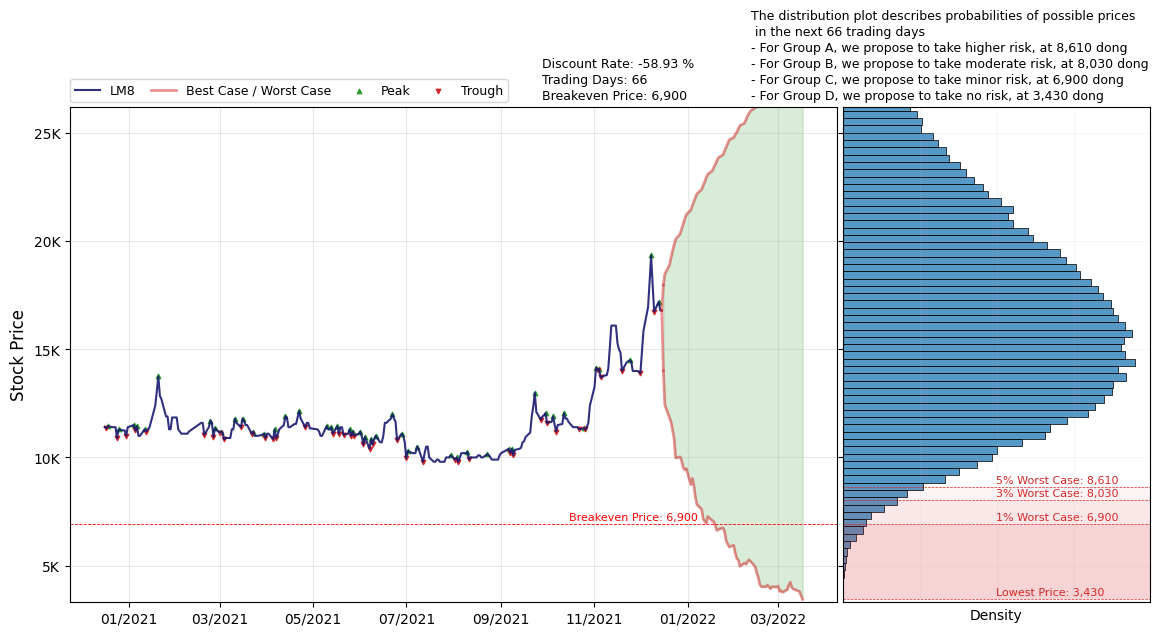 The distribution plot describes probabilities of possible prices
in the next 66 trading days
- For Group A, we propose to take higher risk, at 8,610 dong
- For Group B, we propose to take moderate risk, at 8,030 dong
- For Group C, we propose to take minor risk, at 6,900 dong
- For Group D, we propose to take no risk, at 3,430 dong
Discount Rate: -58.93 %
Trading Days: 66
Breakeven Price: 6,900
LM8
Best Case / Worst Case
Peak
Trough
Stock Price
25K
20K
15K
10K
5K
Breakeven Price: 6,900
01/2021
03/2021
05/2021
07/2021
09/2021
11/2021
01/2022
03/2022
5% Worst Case: 8,610
3% Worst Case: 8,030
1% Worst Case: 6,900
Lowest Price: 3,430
Density